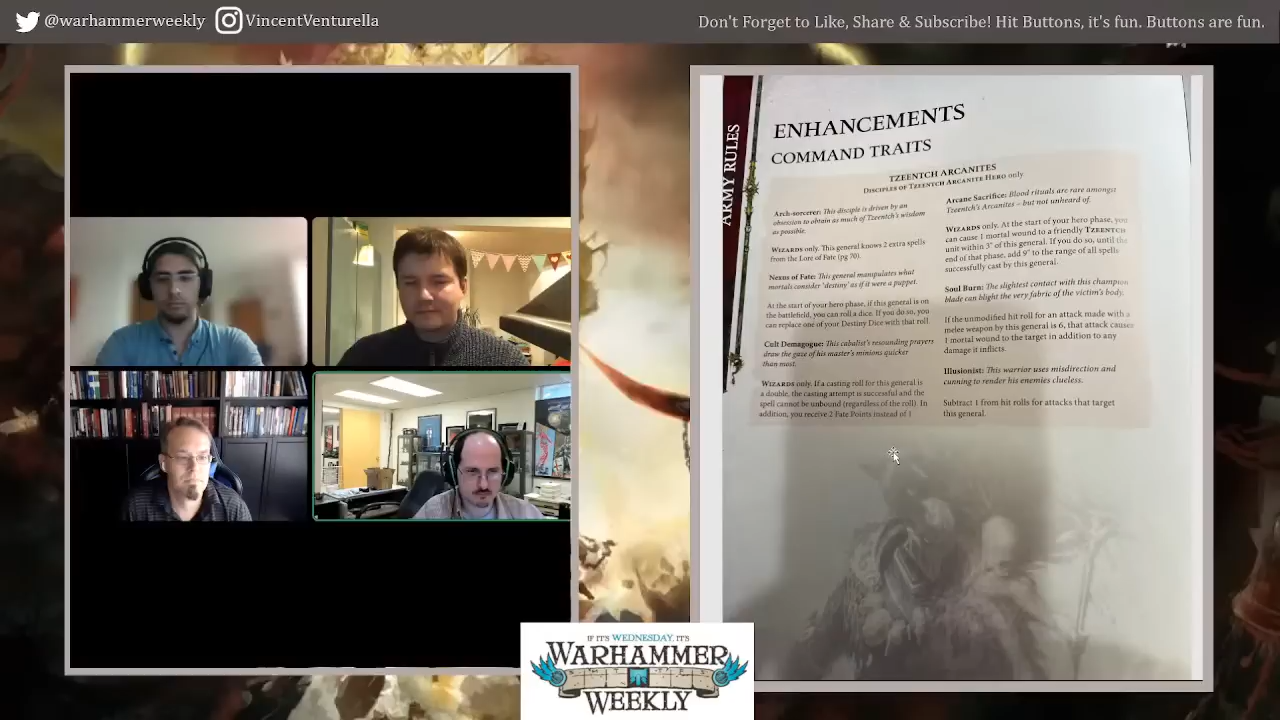 @warhammerweekly VincentVenturella
Don't Forget to Like, Share & Subscribe! Hit Buttons, it's fun. Buttons are fun.
ARMY RULES
ENHANCEMENTS
COMMAND TRAITS
TZEENTCH ARCANITES
DISCIPLES OF TZEENTCH ARCANITE HERO only
Arch-sorcerer: This disciple is driven by an
obsession to obtain as much of Tzeentch's wisdom
as possible.
WIZARDS only. This general knows 2 extra spells
from the Lore of Fate (pg 70).
Nexus of Fate: This general manipulates what
mortals consider 'destiny' as if it were a puppet.
At the start of your hero phase, if this general is on
the battlefield, you can roll a dice. If you do so, you
can replace one of your Destiny Dice with that roll
Cult Demagogue: This cabalist's resounding prayers
draw the gaze of his master's minions quicker
than most.
WIZARDS only. If a casting roll for this general is
a double, the casting attempt is successful and the
spell cannot be unbound (regardless of the roll). In
addition, you receive 2 Fate Points instead of 1
Arcane Sacrifice: Blood rituals are rare amongst
Tzeentch's Arcanites – but not unheard of.
WIZARDS only. At the start of your hero phase, you
can cause 1 mortal wound to a friendly TZEENTCH
unit within 3" of this general. If you do so, until the
end of that phase, add 9" to the range of all spells
successfully cast by this general.
Soul Burn: The slightest contact with this champion
blade can blight the very fabric of the victim's body.
If the unmodified hit roll for an attack made with a
melee weapon by this general is 6, that attack causes
1 mortal wound to the target in addition to any
damage it inflicts.
Illusionist: This warrior uses misdirection and
cunning to render his enemies clueless.
Subtract 1 from hit rolls for attacks that target
this general.
IF IT'S WEDNESDAY, IT'S
WARHAMMER
WEEKLY